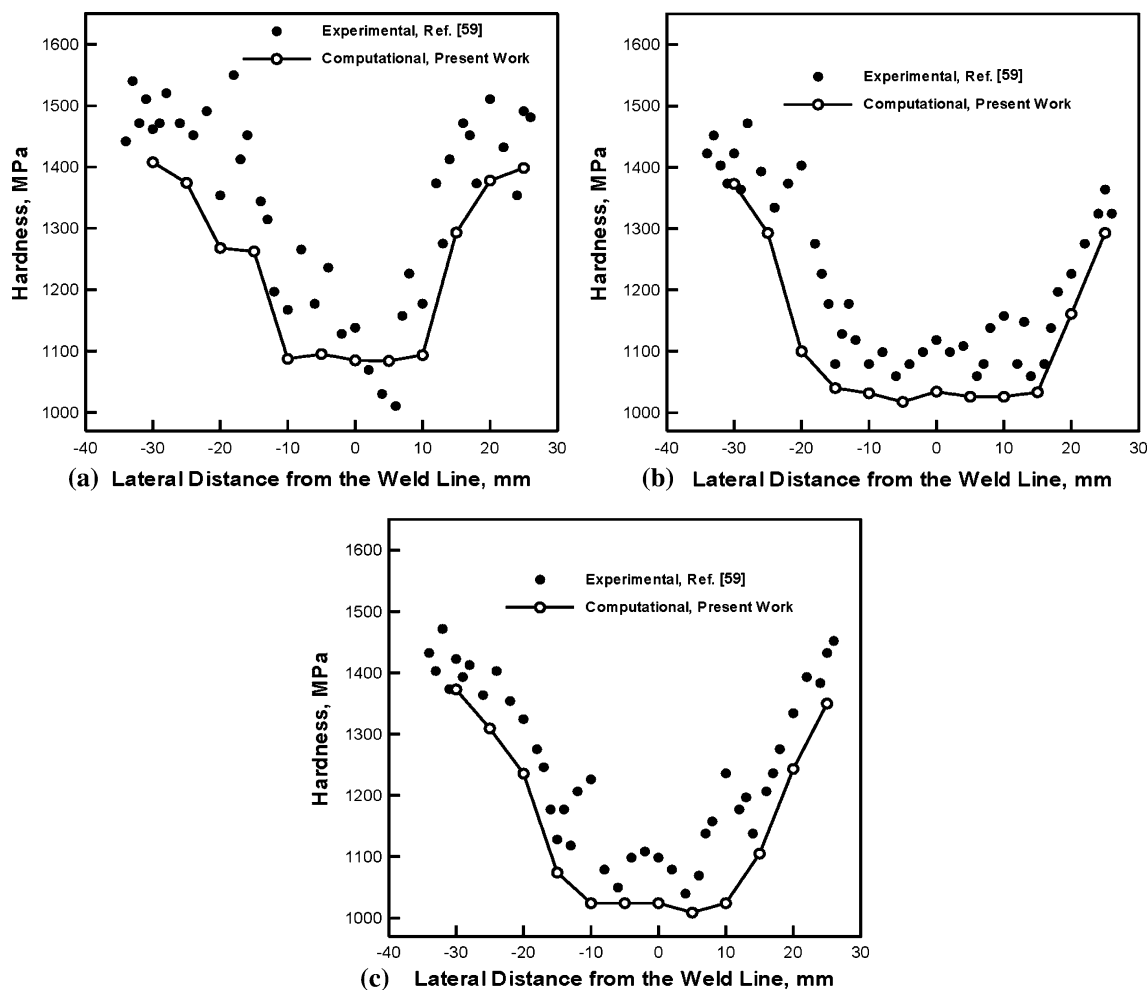 1600
1500
1400
1300
1200
1100
1000
Hardness, MPa
Experimental, Ref. [59]
Computational, Present Work
-40 -30 -20 -10 0 10 20 30
(a) Lateral Distance from the Weld Line, mm
1600
1500
1400
1300
1200
1100
1000
Hardness, MPa
Experimental, Ref. [59]
Computational, Present Work
-40 -30 -20 -10 0 10 20 30
(b) Lateral Distance from the Weld Line, mm
1600
1500
1400
1300
1200
1100
1000
Hardness, MPa
Experimental, Ref. [59]
Computational, Present Work
-40 -30 -20 -10 0 10 20 30
(c) Lateral Distance from the Weld Line, mm